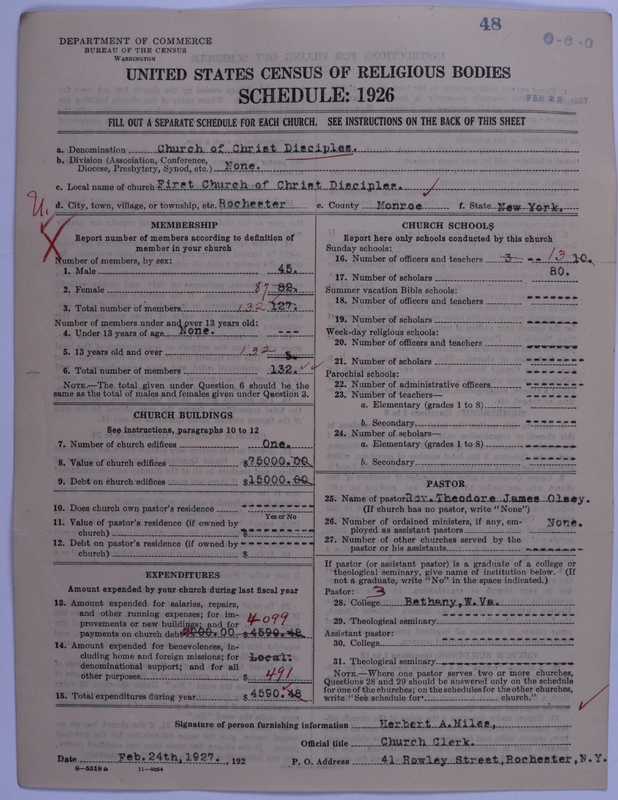 48
0-6-0
DEPARTMENT OF COMMERCE
BUREAU OF THE CENSUS
WASHINGTON
UNITED STATES CENSUS OF RELIGIOUS BODIES
SCHEDULE: 1926
FEB 28 1927
FILL OUT A SEPARATE SCHEDULE FOR EACH CHURCH. SEE INSTRUCTIONS ON THE BACK OF THIS SHEET
a. Denomination Church of Christ Disciples.
b. Division (Association, Conference, Diocese, Presbytery, Synod, etc.) None.
c. Local name of church First Church of Christ Disciples.
d. City, town, village, or township, etc. Rochester e. County Monroe f. State New York.
MEMBERSHIP
Report number of members according to definition of member in your church
Number of members, by sex:
1. Male 45.
2. Female 87 82.
3. Total number of members 132 127.
Number of members under and over 13 years old:
4. Under 13 years of age None. ---
5. 13 years old and over 132 5.
6. Total number of members 132.
NOTE.—The total given under Question 6 should be the same as the total of males and females given under Question 3.
CHURCH BUILDINGS
See instructions, paragraphs 10 to 12
7. Number of church edifices One.
8. Value of church edifices $75000.00
9. Debt on church edifices $15000.00
10. Does church own pastor's residence --------
Yes or No
11. Value of pastor's residence (if owned by church) $--------
12. Debt on pastor's residence (if owned by church) $--------
EXPENDITURES
Amount expended by your church during last fiscal year
13. Amount expended for salaries, repairs, and other running expenses; for improvements or new buildings; and for payments on church debt 2000.00 $4590.48 4099
14. Amount expended for benevolences, including home and foreign missions; for denominational support; and for all other purposes Local: $ 491
15. Total expenditures during year $4590.48
CHURCH SCHOOLS
Report here only schools conducted by this church
Sunday schools:
16. Number of officers and teachers 3 -- 13 10.
17. Number of scholars 80.
Summer vacation Bible schools:
18. Number of officers and teachers -------
19. Number of scholars -------
Week-day religious schools:
20. Number of officers and teachers -------
21. Number of scholars -------
Parochial schools:
22. Number of administrative officers -------
23. Number of teachers—
a. Elementary (grades 1 to 8) -------
b. Secondary -------
24. Number of scholars—
a. Elementary (grades 1 to 8) -------
b. Secondary -------
PASTOR
25. Name of pastor Rev. Theodore James Olsey.
(If church has no pastor, write "None")
26. Number of ordained ministers, if any, employed as assistant pastors None.
27. Number of other churches served by the pastor or his assistants -------
If pastor (or assistant pastor) is a graduate of a college or theological seminary, give name of institution below. (If not a graduate, write "No" in the space indicated.)
Pastor: 3
28. College Bethany, W.Va.
29. Theological seminary -------
Assistant pastor:
30. College -------
31. Theological seminary -------
NOTE.—Where one pastor serves two or more churches, Questions 28 and 29 should be answered only on the schedule for one of the churches; on the schedules for the other churches, write "See schedule for church."
Signature of person furnishing information Herbert A. Niles,
Official title Church Clerk.
Date Feb. 24th, 1927., 192 P. O. Address 41 Rowley Street, Rochester, N.Y.
8-5518 a 11-9054